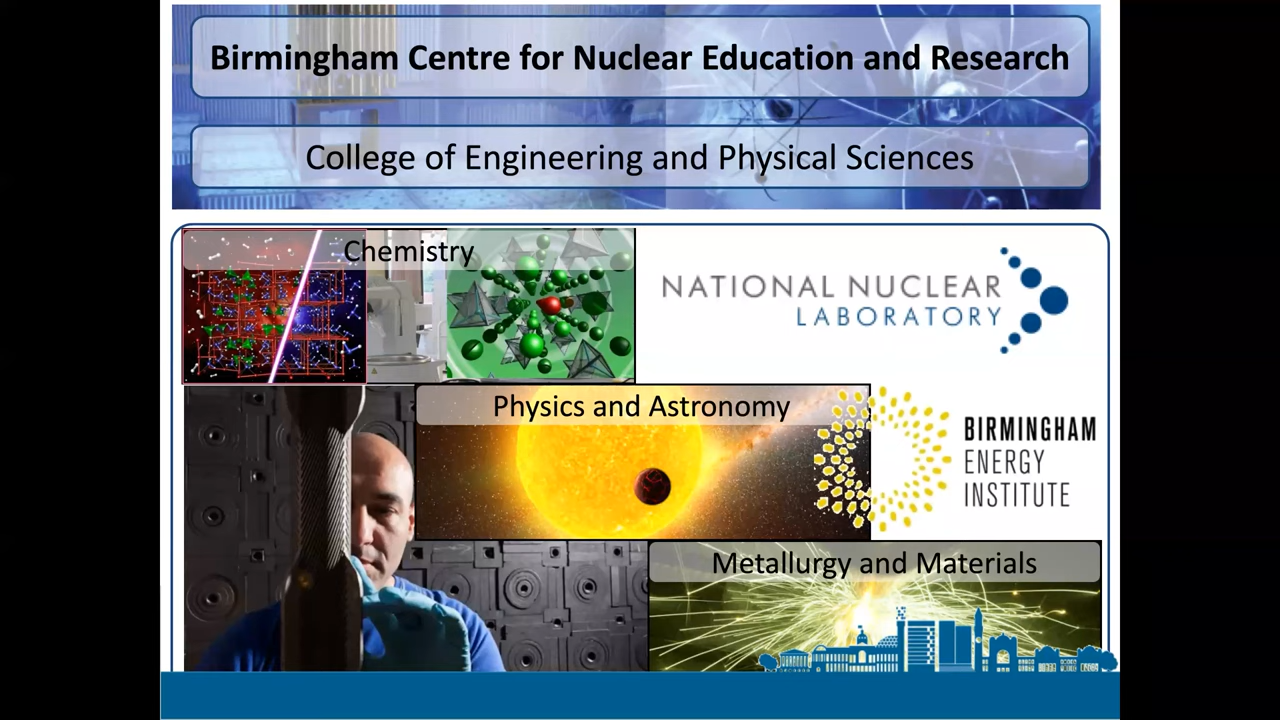 Birmingham Centre for Nuclear Education and Research
College of Engineering and Physical Sciences
Chemistry
NATIONAL NUCLEAR
LABORATORY
Physics and Astronomy
BIRMINGHAM
ENERGY
INSTITUTE
Metallurgy and Materials